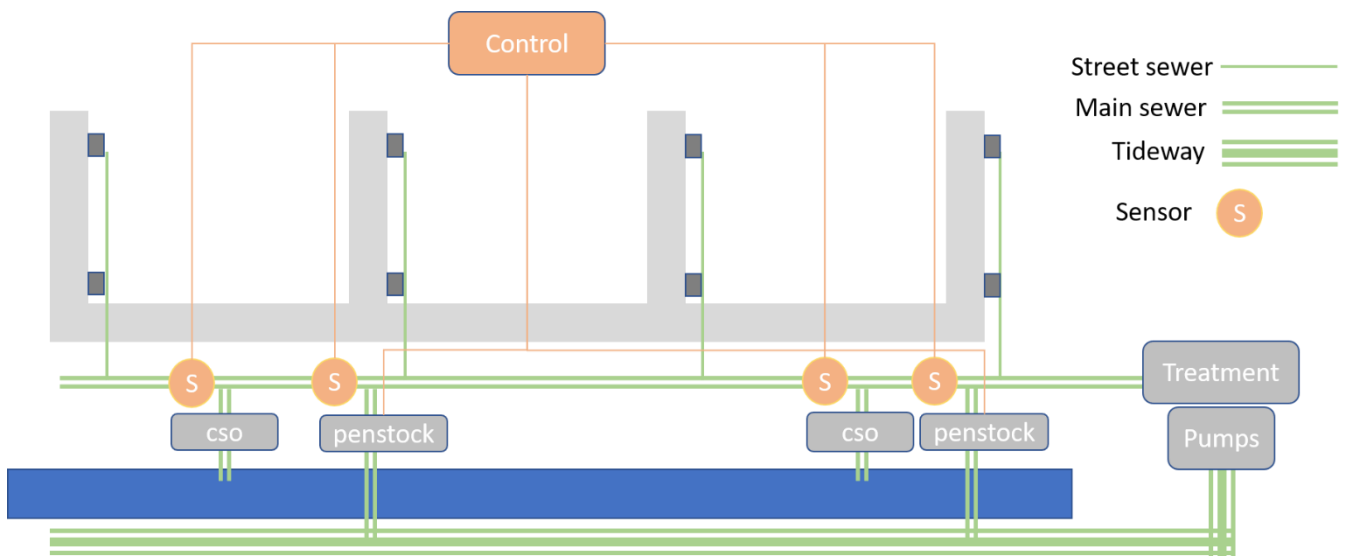 Control
Street sewer
Main sewer
Tideway
Sensor S
S
S
S
S
Treatment
cso
penstock
cso
penstock
Pumps